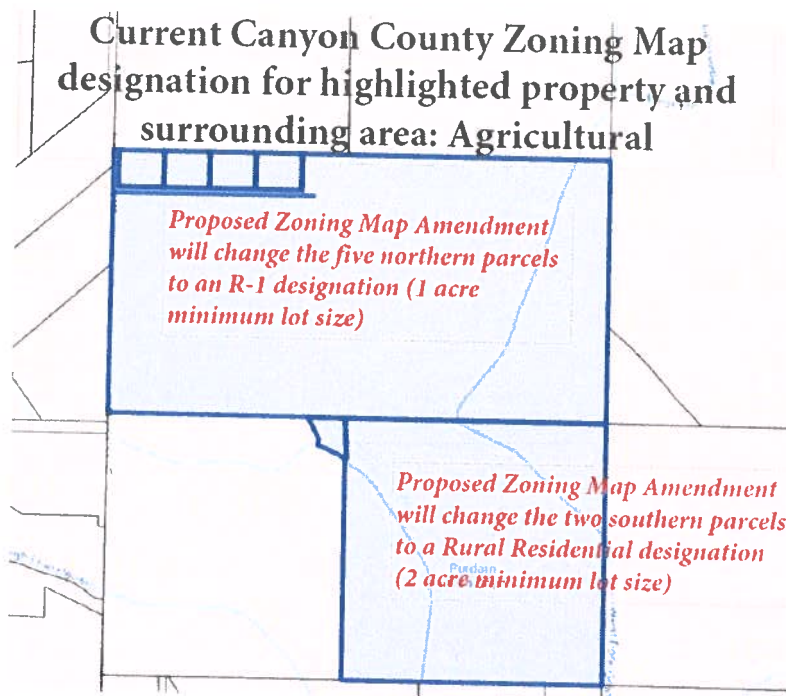 Current Canyon County Zoning Map
designation for highlighted property and
surrounding area: Agricultural
Proposed Zoning Map Amendment
will change the five northern parcels
to an R-1 designation (1 acre
minimum lot size)
Proposed Zoning Map Amendment
will change the two southern parcels
to a Rural Residential designation
(2 acre minimum lot size)